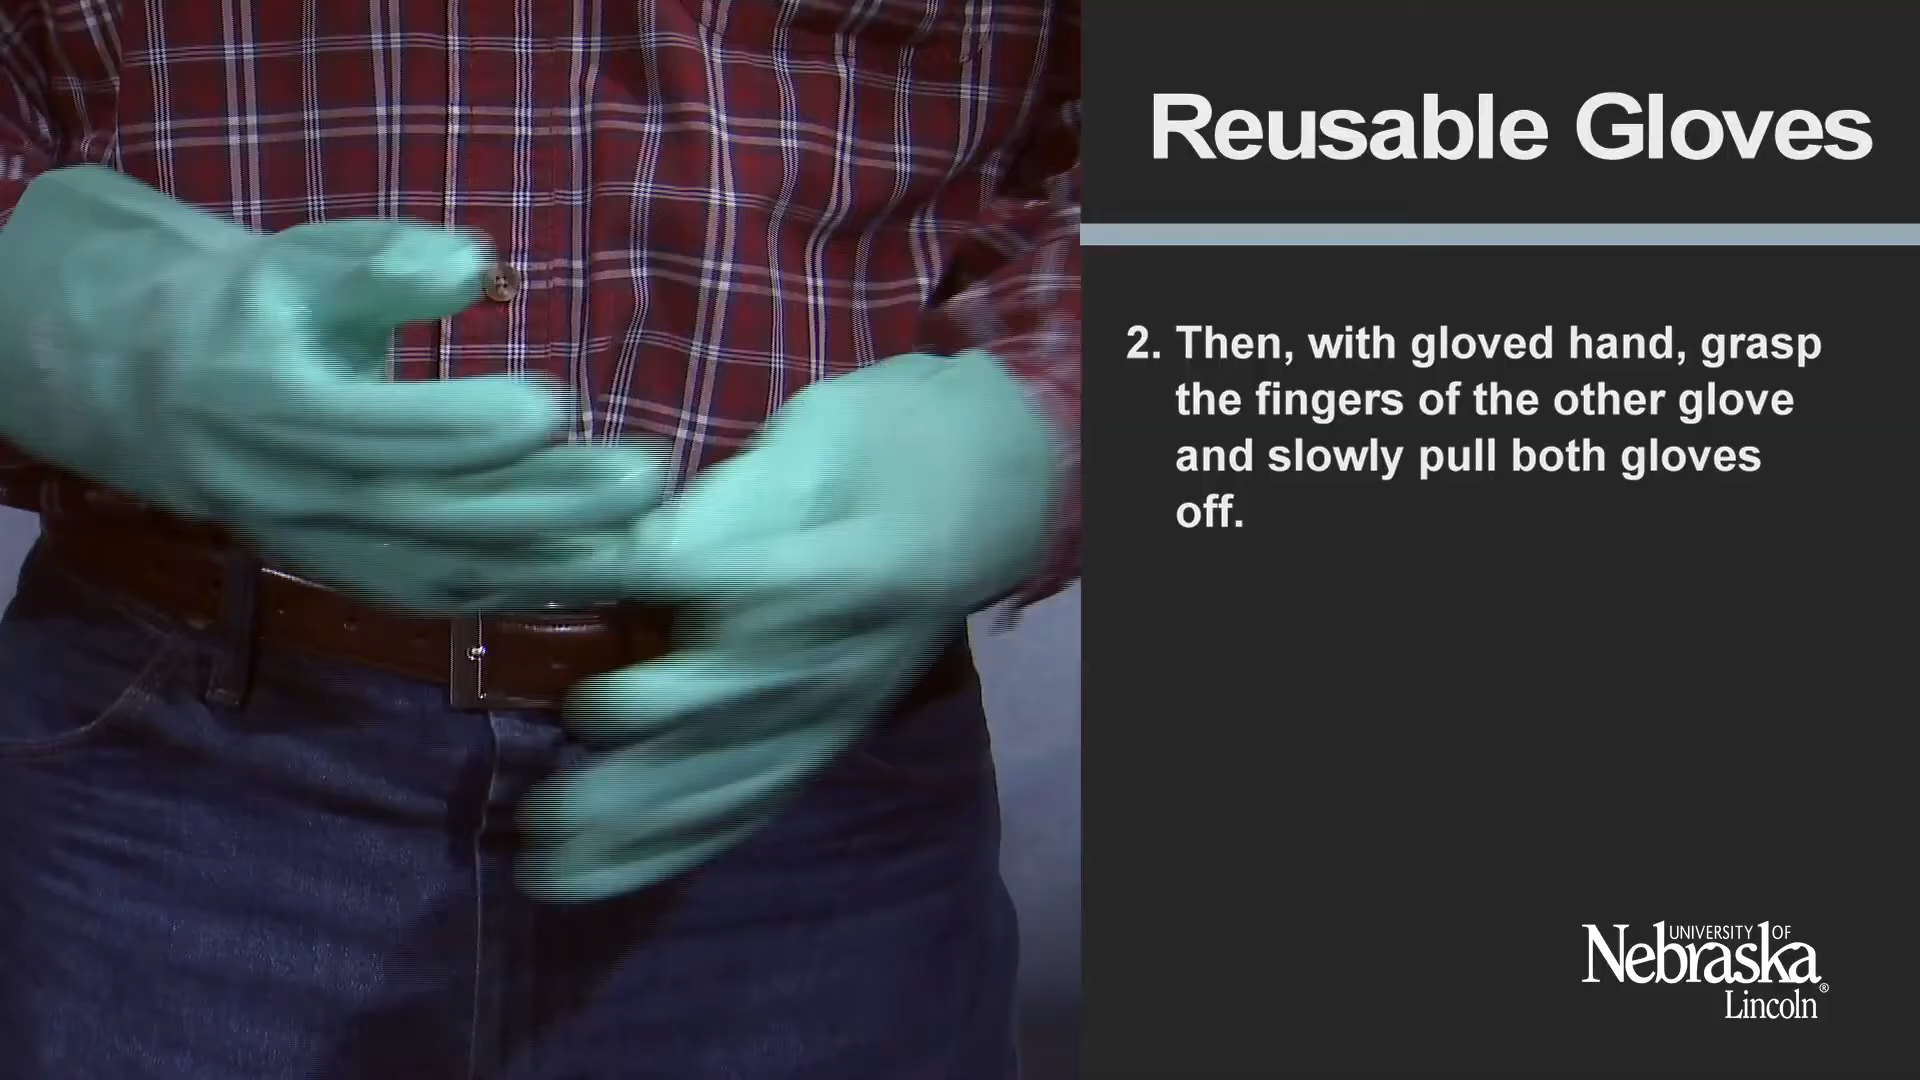 Reusable Gloves
2. Then, with gloved hand, grasp
the fingers of the other glove
and slowly pull both gloves
off.
UNIVERSITY OF
Nebraska
Lincoln®